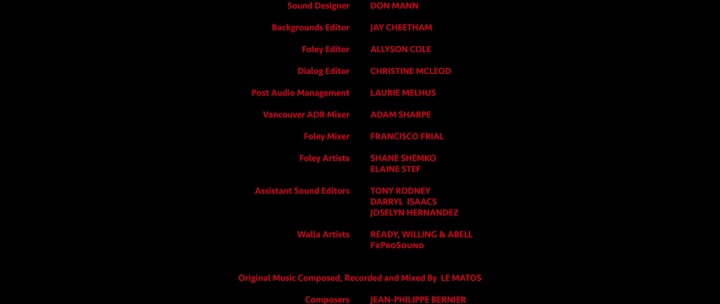 Sound Designer DON MANN
Backgrounds Editor JAY CHEETHAM
Foley Editor ALLYSON COLE
Dialog Editor CHRISTINE MCLEOD
Post Audio Management LAURIE MELHUS
Vancouver ADR Mixer ADAM SHARPE
Foley Mixer FRANCISCO FRIAL
Foley Artists SHANE SHEMKO
ELAINE STEF
Assistant Sound Editors TONY RODNEY
DARRYL ISAACS
JOSELYN HERNANDEZ
Walla Artists READY, WILLING & ABELL
FxProSound
Original Music Composed, Recorded and Mixed By LE MATOS
Composers JEAN-PHILIPPE BERNIER